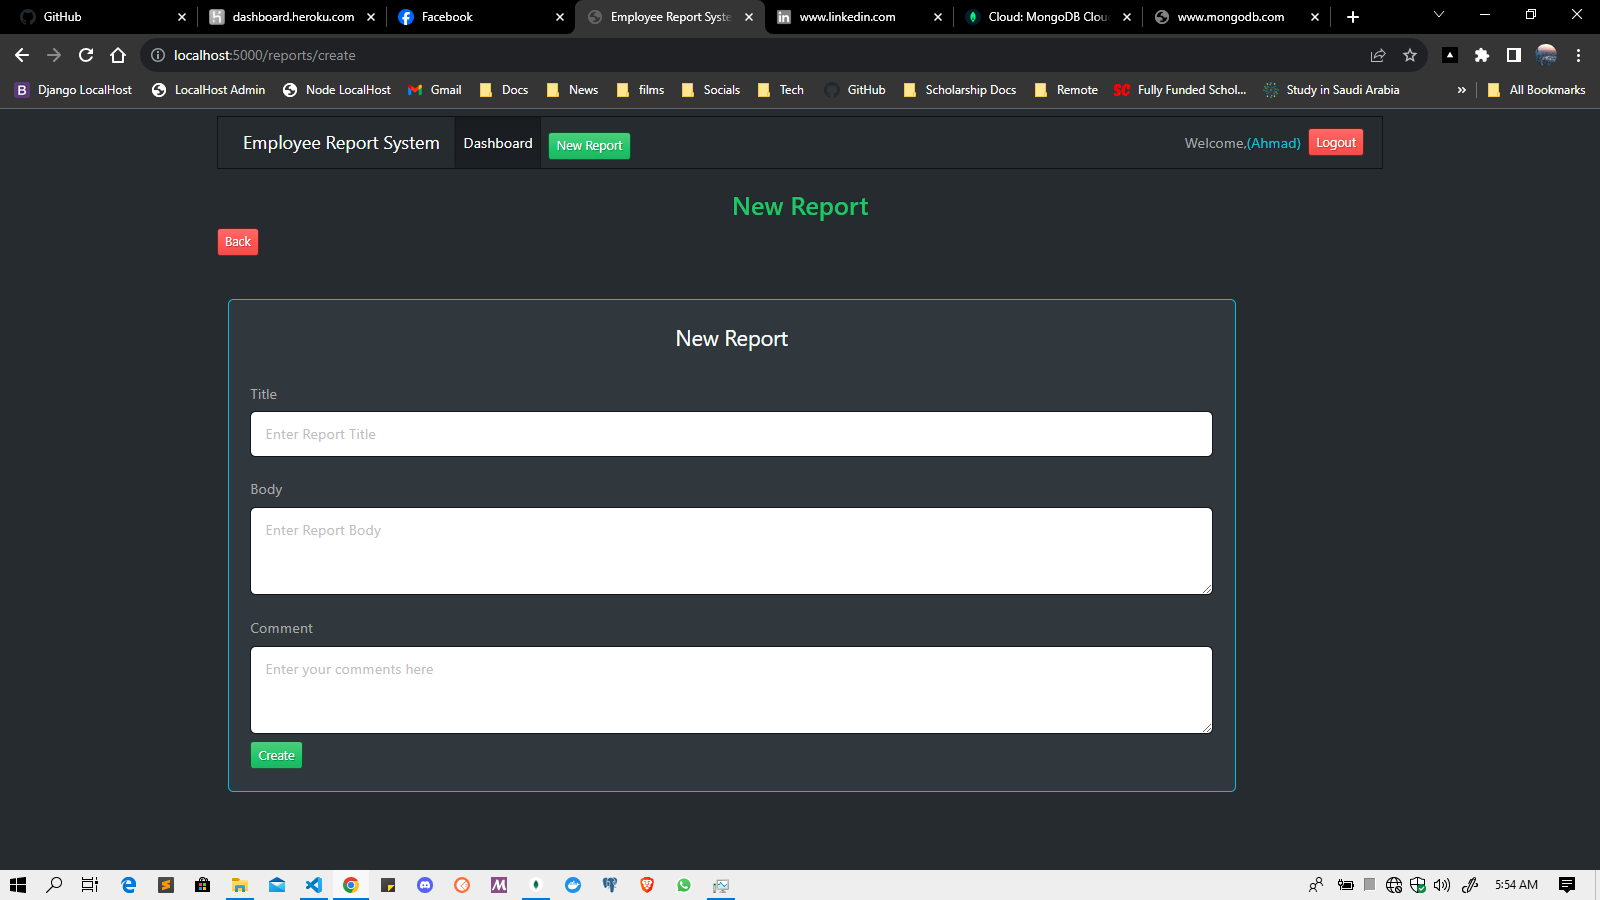 GitHub
dashboard.heroku.com
Facebook
Employee Report Syste
www.linkedin.com
Cloud: MongoDB Clou
www.mongodb.com
localhost:5000/reports/create
Django LocalHost
LocalHost Admin
Node LocalHost
Gmail
Docs
News
films
Socials
Tech
GitHub
Scholarship Docs
Remote
SC
Fully Funded Schol...
Study in Saudi Arabia
»
All Bookmarks
Employee Report System
Dashboard
New Report
Welcome,(Ahmad)
Logout
New Report
Back
New Report
Title
Enter Report Title
Body
Enter Report Body
Comment
Enter your comments here
Create
5:54 AM